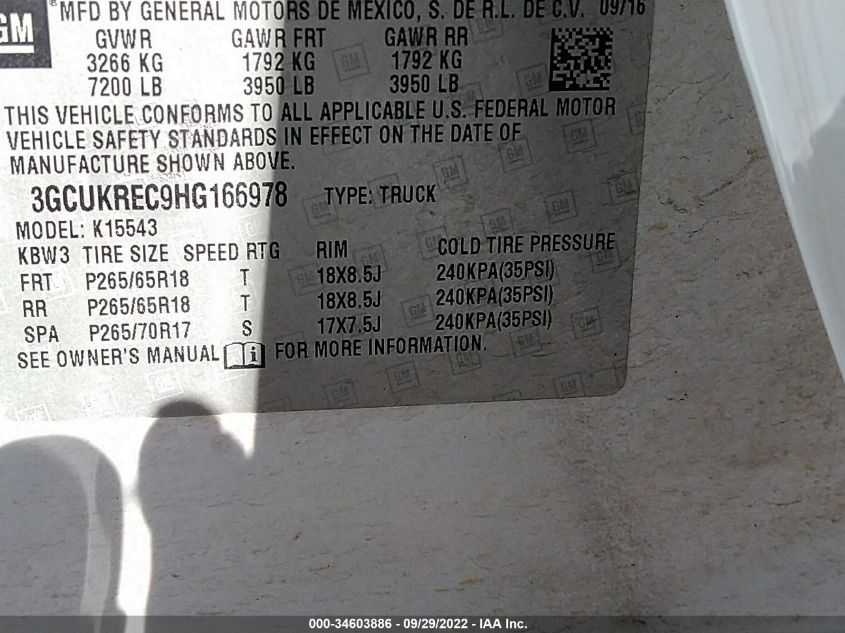 GM
®MFD BY GENERAL MOTORS DE MEXICO, S. DE R.L. DE C.V. 09/16
GVWR GAWR FRT GAWR RR
3266 KG 1792 KG 1792 KG
7200 LB 3950 LB 3950 LB
THIS VEHICLE CONFORMS TO ALL APPLICABLE U.S. FEDERAL MOTOR
VEHICLE SAFETY STANDARDS IN EFFECT ON THE DATE OF
MANUFACTURE SHOWN ABOVE.
3GCUKREC9HG166978 TYPE: TRUCK
MODEL: K15543
KBW3 TIRE SIZE SPEED RTG RIM COLD TIRE PRESSURE
FRT P265/65R18 T 18X8.5J 240KPA(35PSI)
RR P265/65R18 T 18X8.5J 240KPA(35PSI)
SPA P265/70R17 S 17X7.5J 240KPA(35PSI)
SEE OWNER'S MANUAL i FOR MORE INFORMATION.
000-34603886 - 09/29/2022 - IAA Inc.